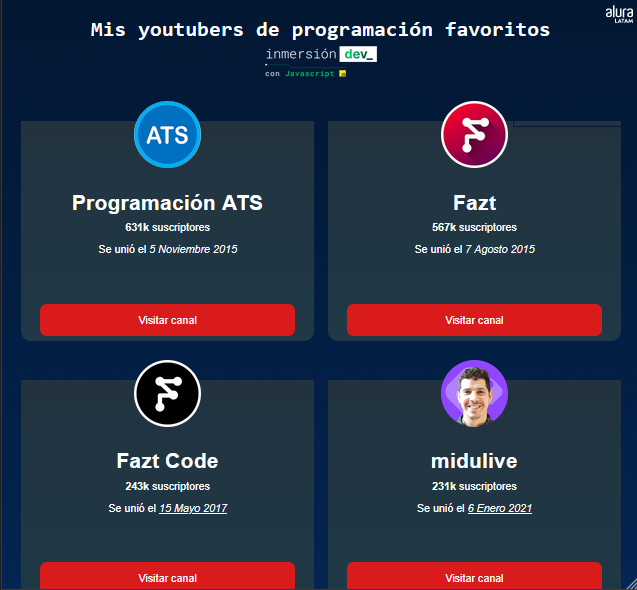 alura
LATAM
Mis youtubers de programación favoritos
inmersión dev_
con Javascript
ATS
Programación ATS
631k suscriptores
Se unió el 5 Noviembre 2015
Visitar canal
Fazt
567k suscriptores
Se unió el 7 Agosto 2015
Visitar canal
Fazt Code
243k suscriptores
Se unió el 15 Mayo 2017
Visitar canal
midulive
231k suscriptores
Se unió el 6 Enero 2021
Visitar canal